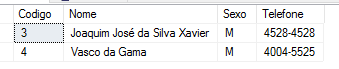 Codigo Nome Sexo Telefone
3 Joaquim José da Silva Xavier M 4528-4528
4 Vasco da Gama M 4004-5525